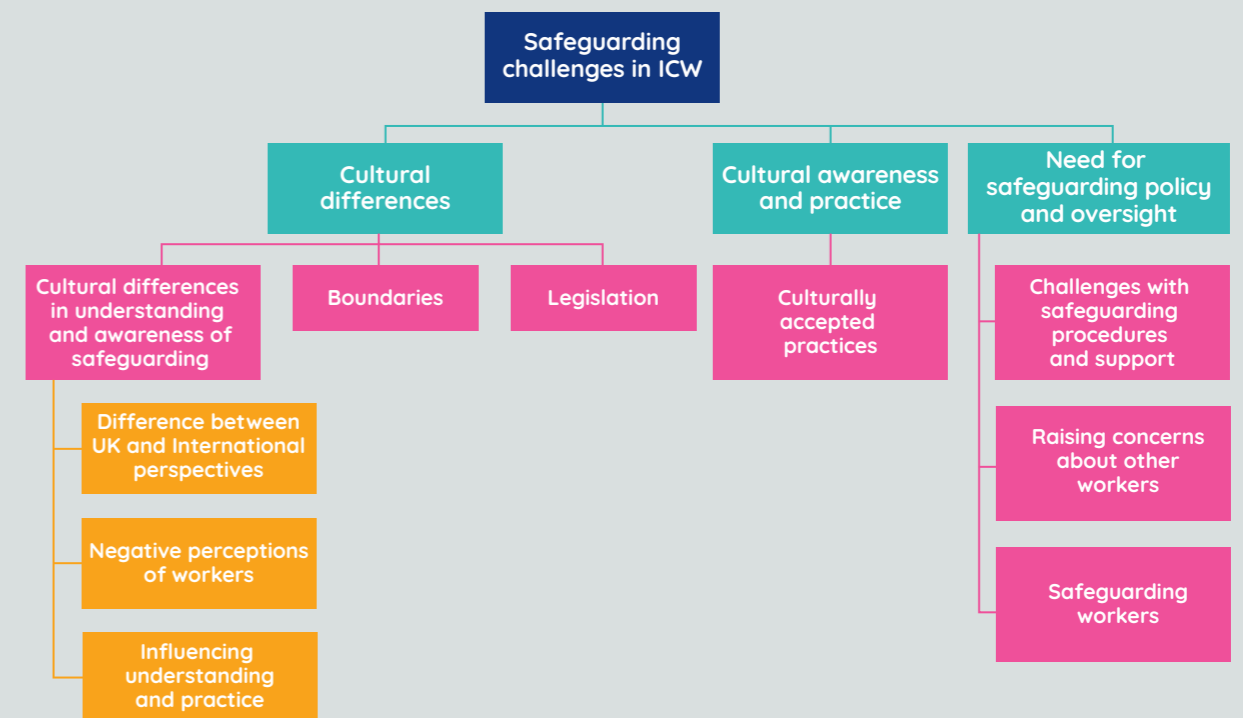 Safeguarding
challenges in ICW
Cultural
differences
Cultural awareness
and practice
Need for
safeguarding policy
and oversight
Cultural differences
in understanding
and awareness of
safeguarding
Boundaries
Legislation
Culturally
accepted
practices
Challenges with
safeguarding
procedures
and support
Difference between
UK and International
perspectives
Raising concerns
about other
workers
Negative perceptions
of workers
Safeguarding
workers
Influencing
understanding
and practice